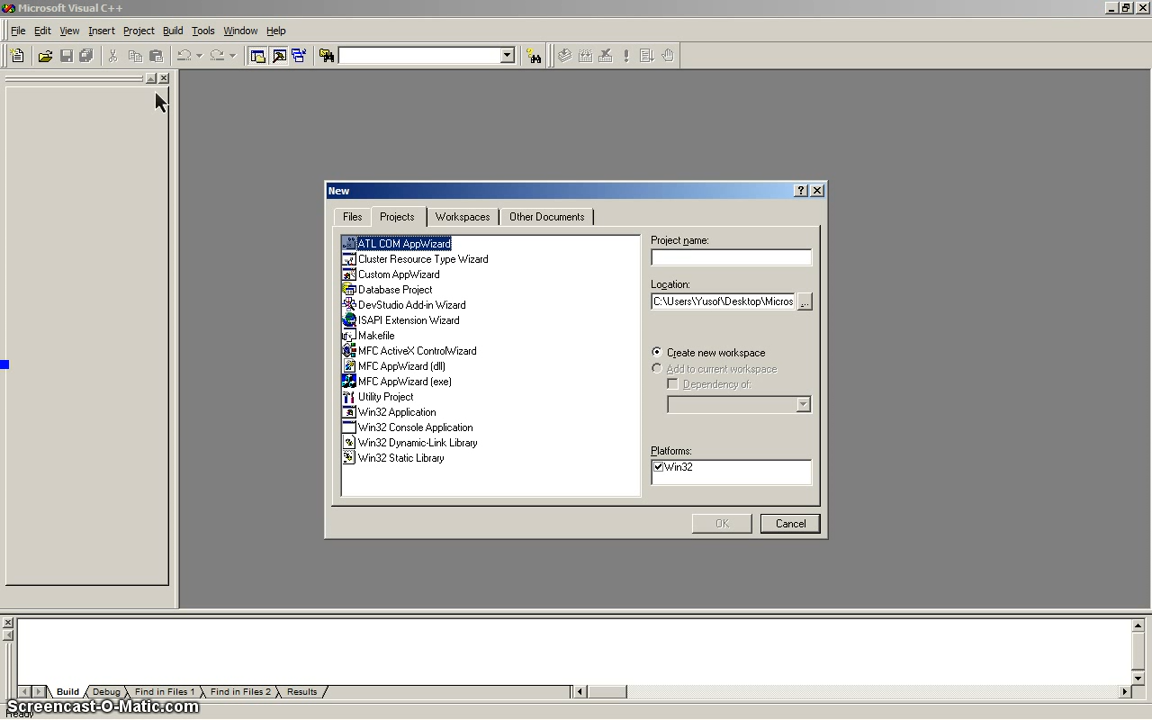 Microsoft Visual C++
File Edit View Insert Project Build Tools Window Help
New
Files Projects Workspaces Other Documents
ATL COM AppWizard
Cluster Resource Type Wizard
Custom AppWizard
Database Project
DevStudio Add-in Wizard
ISAPI Extension Wizard
Makefile
MFC ActiveX ControlWizard
MFC AppWizard (dll)
MFC AppWizard (exe)
Utility Project
Win32 Application
Win32 Console Application
Win32 Dynamic-Link Library
Win32 Static Library
Project name:
Location:
C:\Users\Yusof\Desktop\Micros
...
Create new workspace
Add to current workspace
Dependency of:
Platforms:
Win32
OK Cancel
Build Debug Find in Files 1 Find in Files 2 Results
Screencast-O-Matic.com
Ready